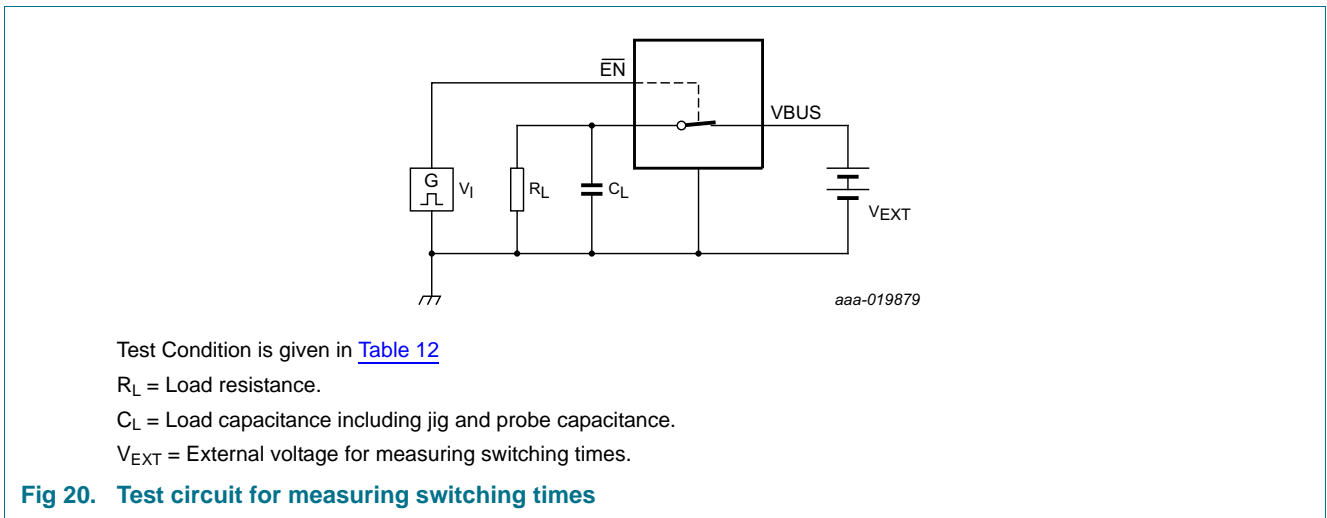 E̅N̅
VBUS
G
VI
RL
CL
VEXT
aaa-019879
Test Condition is given in Table 12
RL = Load resistance.
CL = Load capacitance including jig and probe capacitance.
VEXT = External voltage for measuring switching times.
Fig 20. Test circuit for measuring switching times